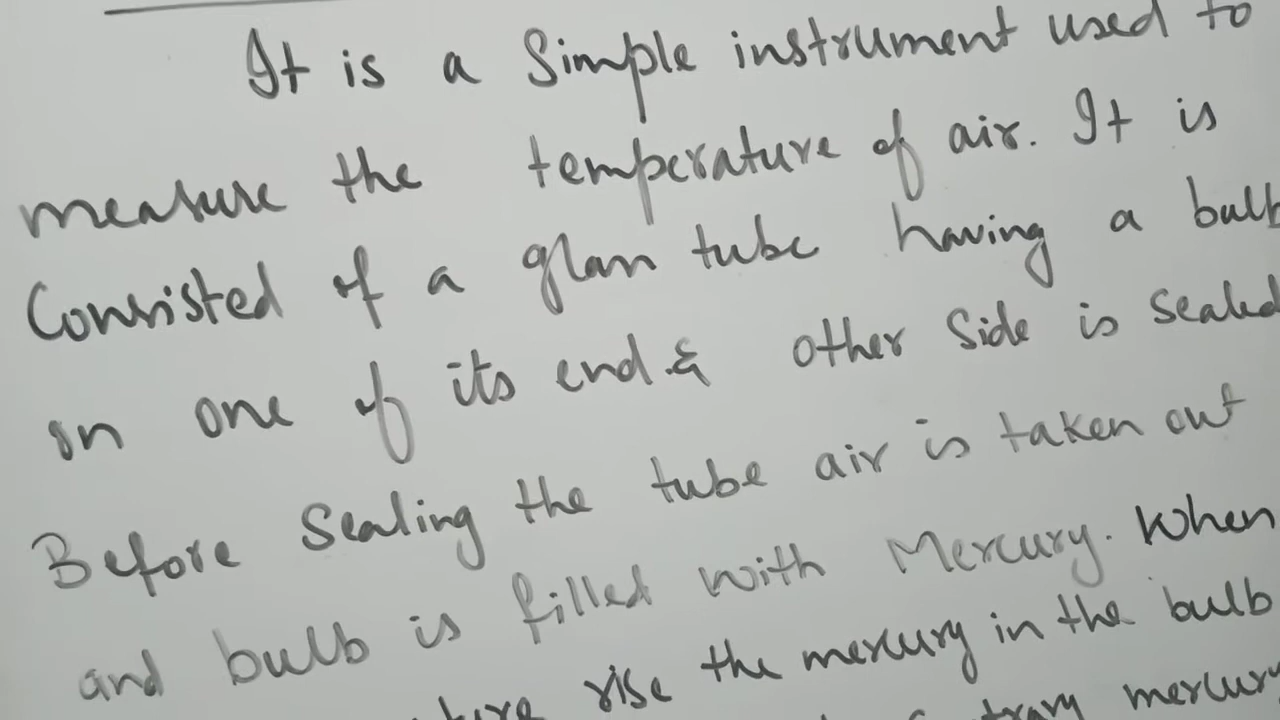 It is a Simple instrument used to
measure the temperature of air. It is
Consisted of a glass tube having a bulb
on one of its end & other Side is Sealed
Before Sealing the tube air is taken out
and bulb is filled with Mercury. When
rise the mercury in the bulb
mercury